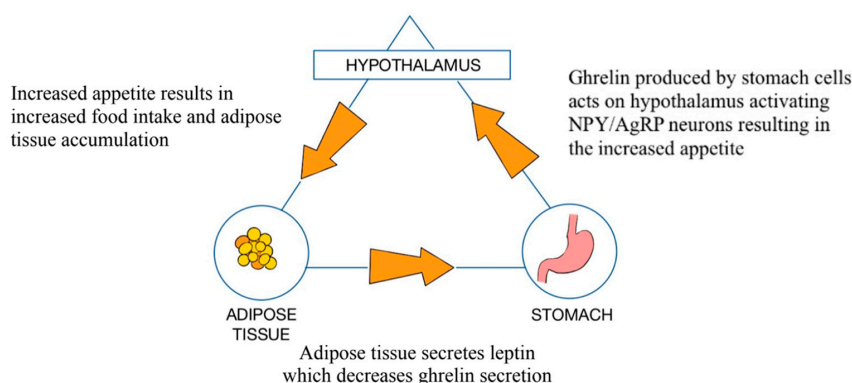 HYPOTHALAMUS
Increased appetite results in
increased food intake and adipose
tissue accumulation
Ghrelin produced by stomach cells
acts on hypothalamus activating
NPY/AgRP neurons resulting in
the increased appetite
ADIPOSE
TISSUE
STOMACH
Adipose tissue secretes leptin
which decreases ghrelin secretion